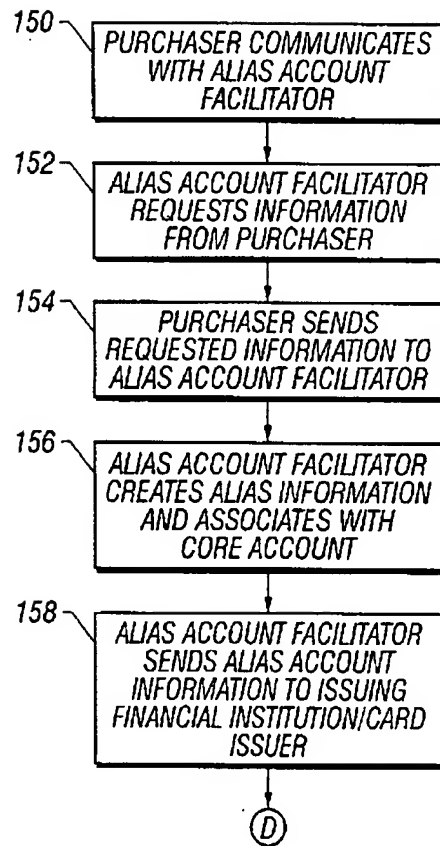 150
PURCHASER COMMUNICATES
WITH ALIAS ACCOUNT
FACILITATOR
152
ALIAS ACCOUNT FACILITATOR
REQUESTS INFORMATION
FROM PURCHASER
154
PURCHASER SENDS
REQUESTED INFORMATION TO
ALIAS ACCOUNT FACILITATOR
156
ALIAS ACCOUNT FACILITATOR
CREATES ALIAS INFORMATION
AND ASSOCIATES WITH
CORE ACCOUNT
158
ALIAS ACCOUNT FACILITATOR
SENDS ALIAS ACCOUNT
INFORMATION TO ISSUING
FINANCIAL INSTITUTION/CARD
ISSUER
D